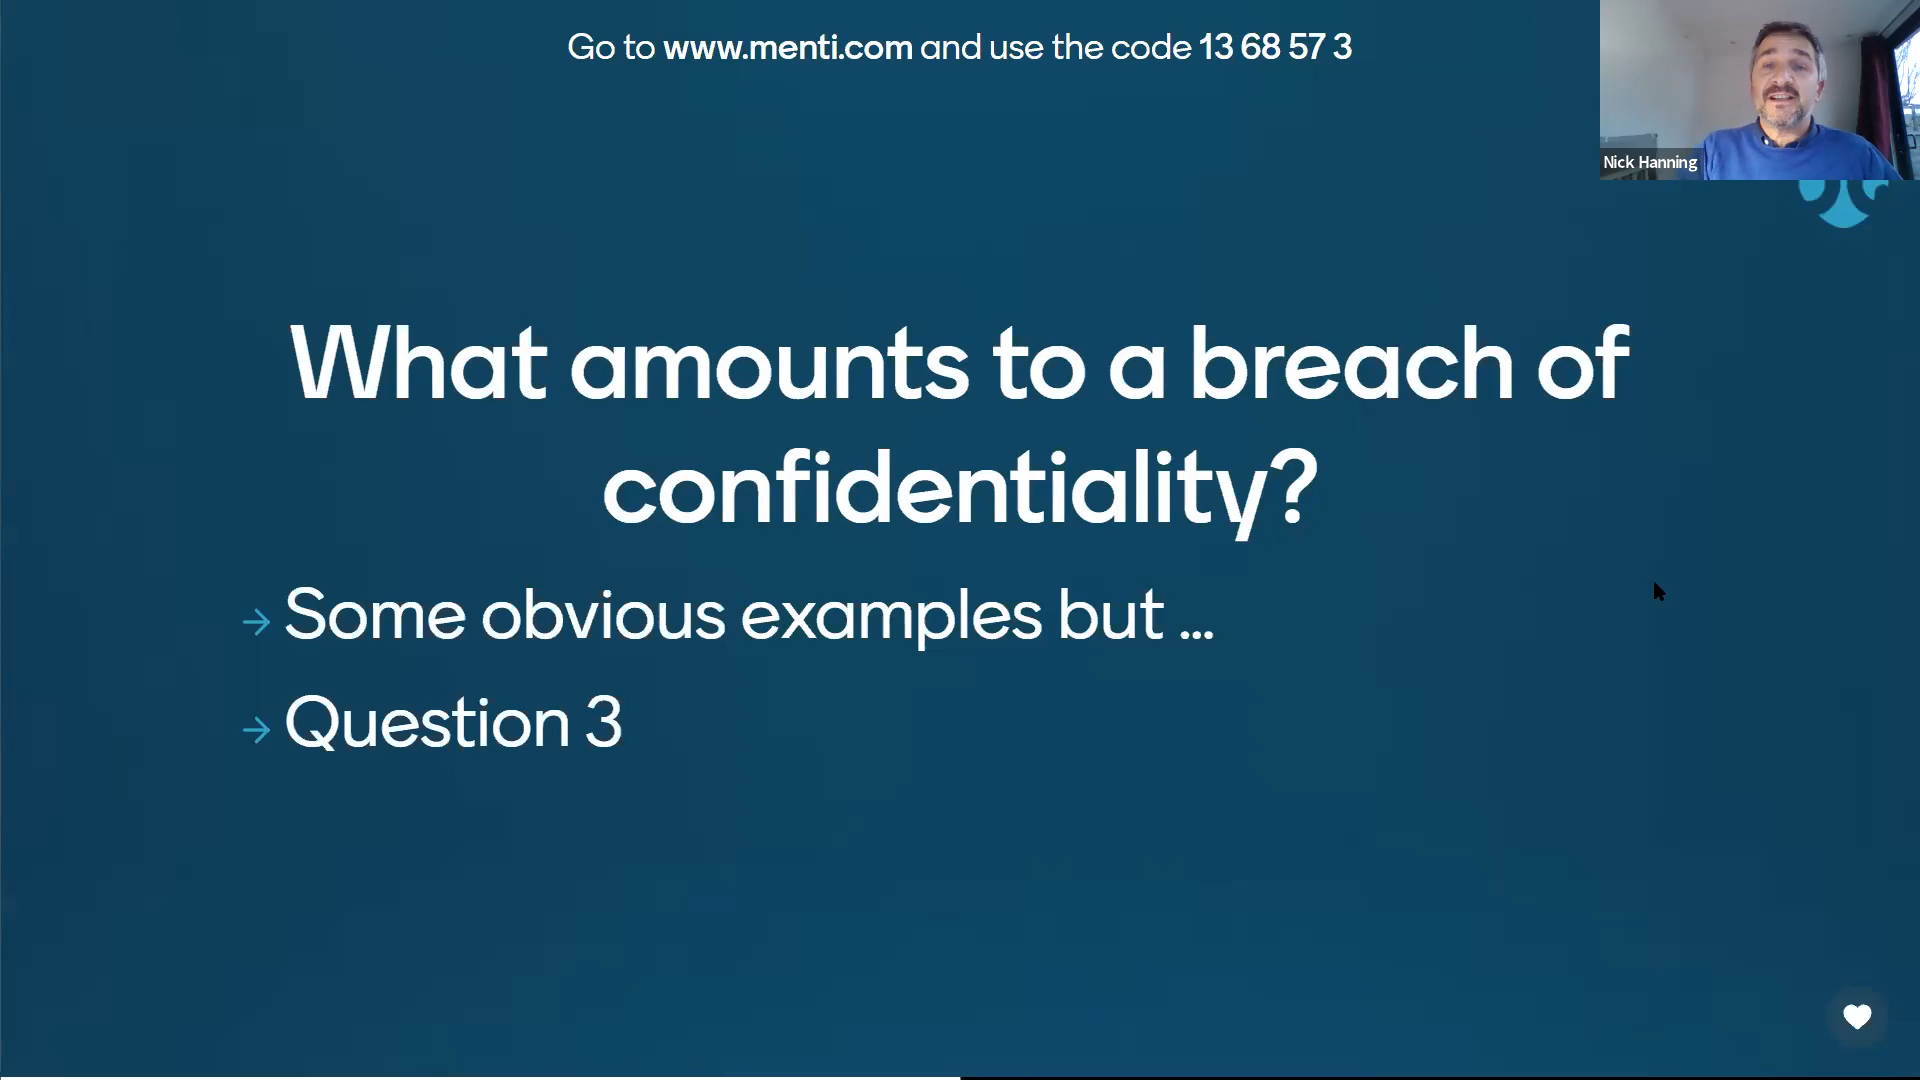 Go to www.menti.com and use the code 13 68 57 3
Nick Hanning
What amounts to a breach of
confidentiality?
→ Some obvious examples but ...
→ Question 3